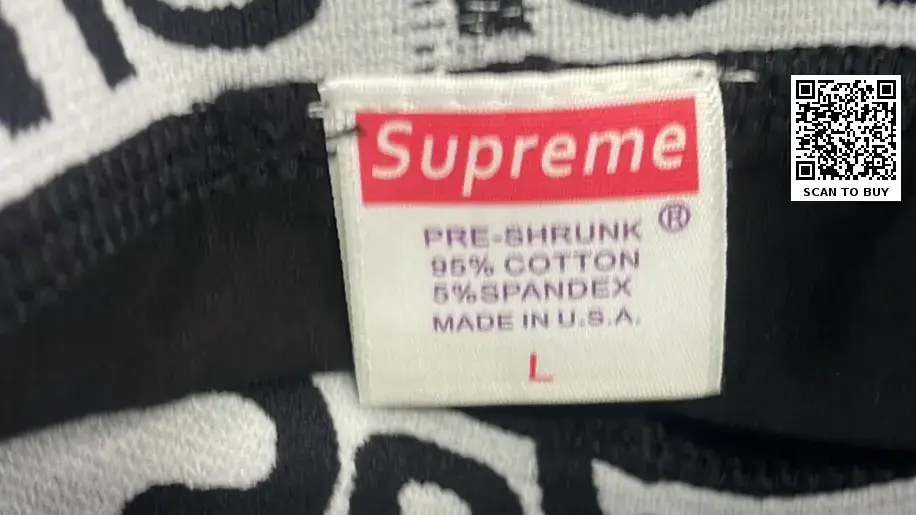 Supreme
®
PRE-SHRUNK
95% COTTON
5%SPANDEX
MADE IN U.S.A.
L
SCAN TO BUY